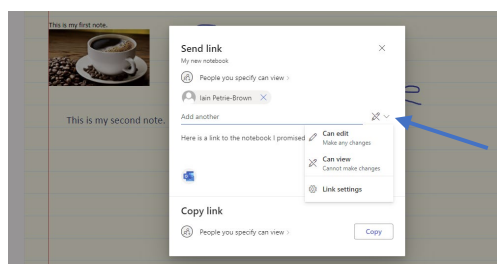 This is my first note.
Send link
My new notebook
People you specify can view >
Iain Petrie-Brown
Add another
This is my second note.
Here is a link to the notebook I promised
Can edit
Make any changes
Can view
Cannot make changes
Link settings
Copy link
People you specify can view >
Copy